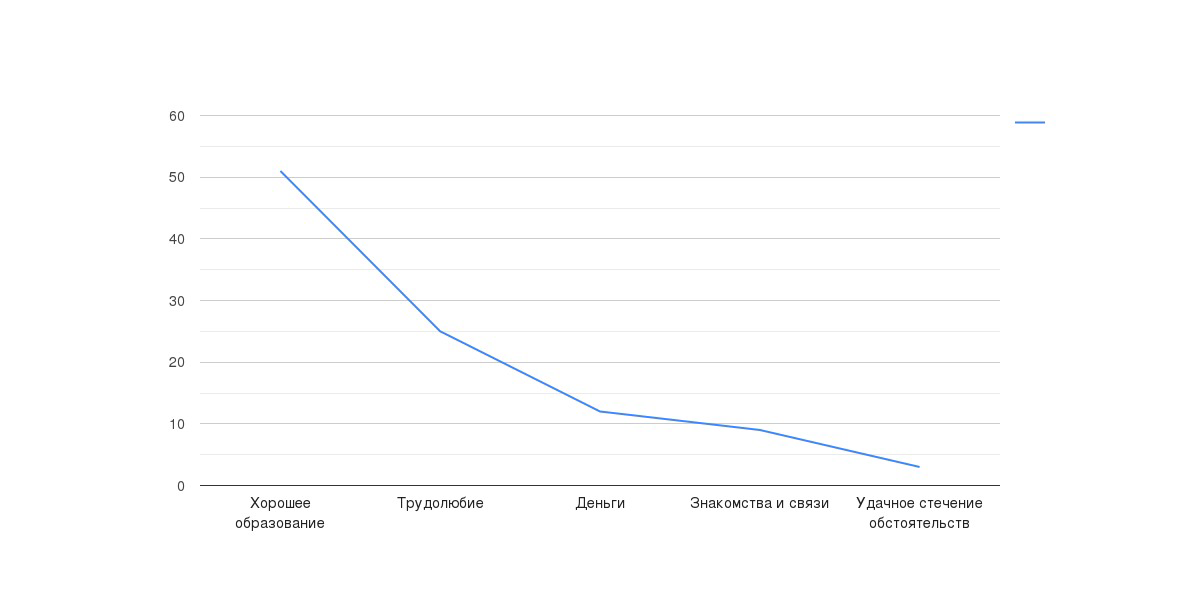 60
50
40
30
20
10
0
Хорошее
образование
Трудолюбие
Деньги
Знакомства и связи
Удачное стечение
обстоятельств